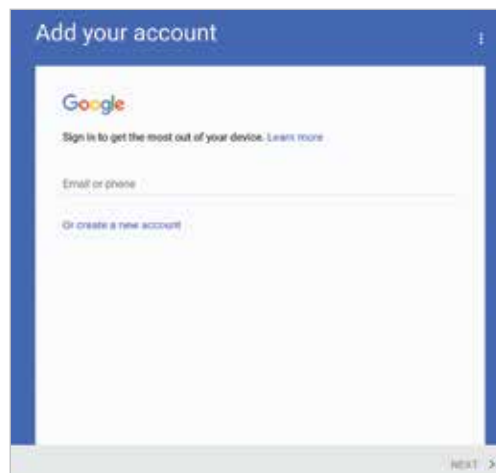 Add your account
Google
Sign in to get the most out of your device. Learn more
Email or phone
Or create a new account
NEXT